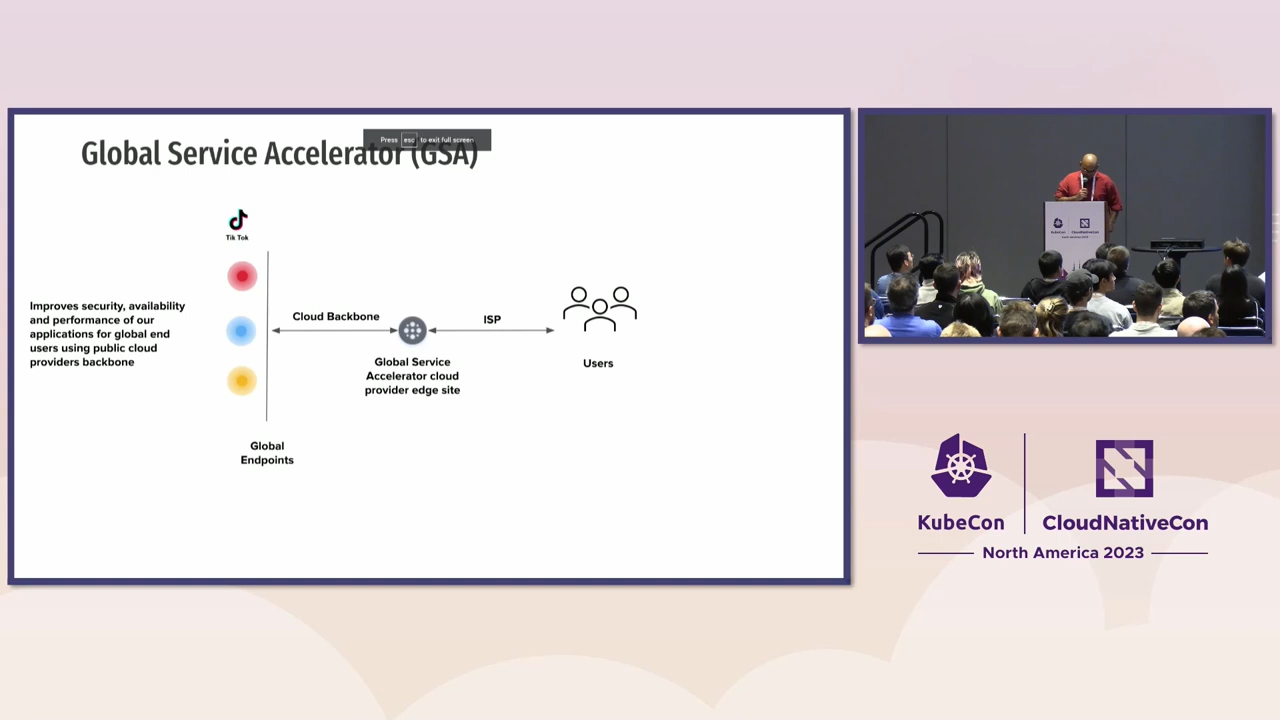 Global Service Accelerator (GSA)
Press esc to exit full screen
Tik Tok
Improves security, availability
and performance of our
applications for global end
users using public cloud
providers backbone
Cloud Backbone
ISP
Global Service
Accelerator cloud
provider edge site
Users
Global
Endpoints
KubeCon
CloudNativeCon
KubeCon
CloudNativeCon
North America 2023